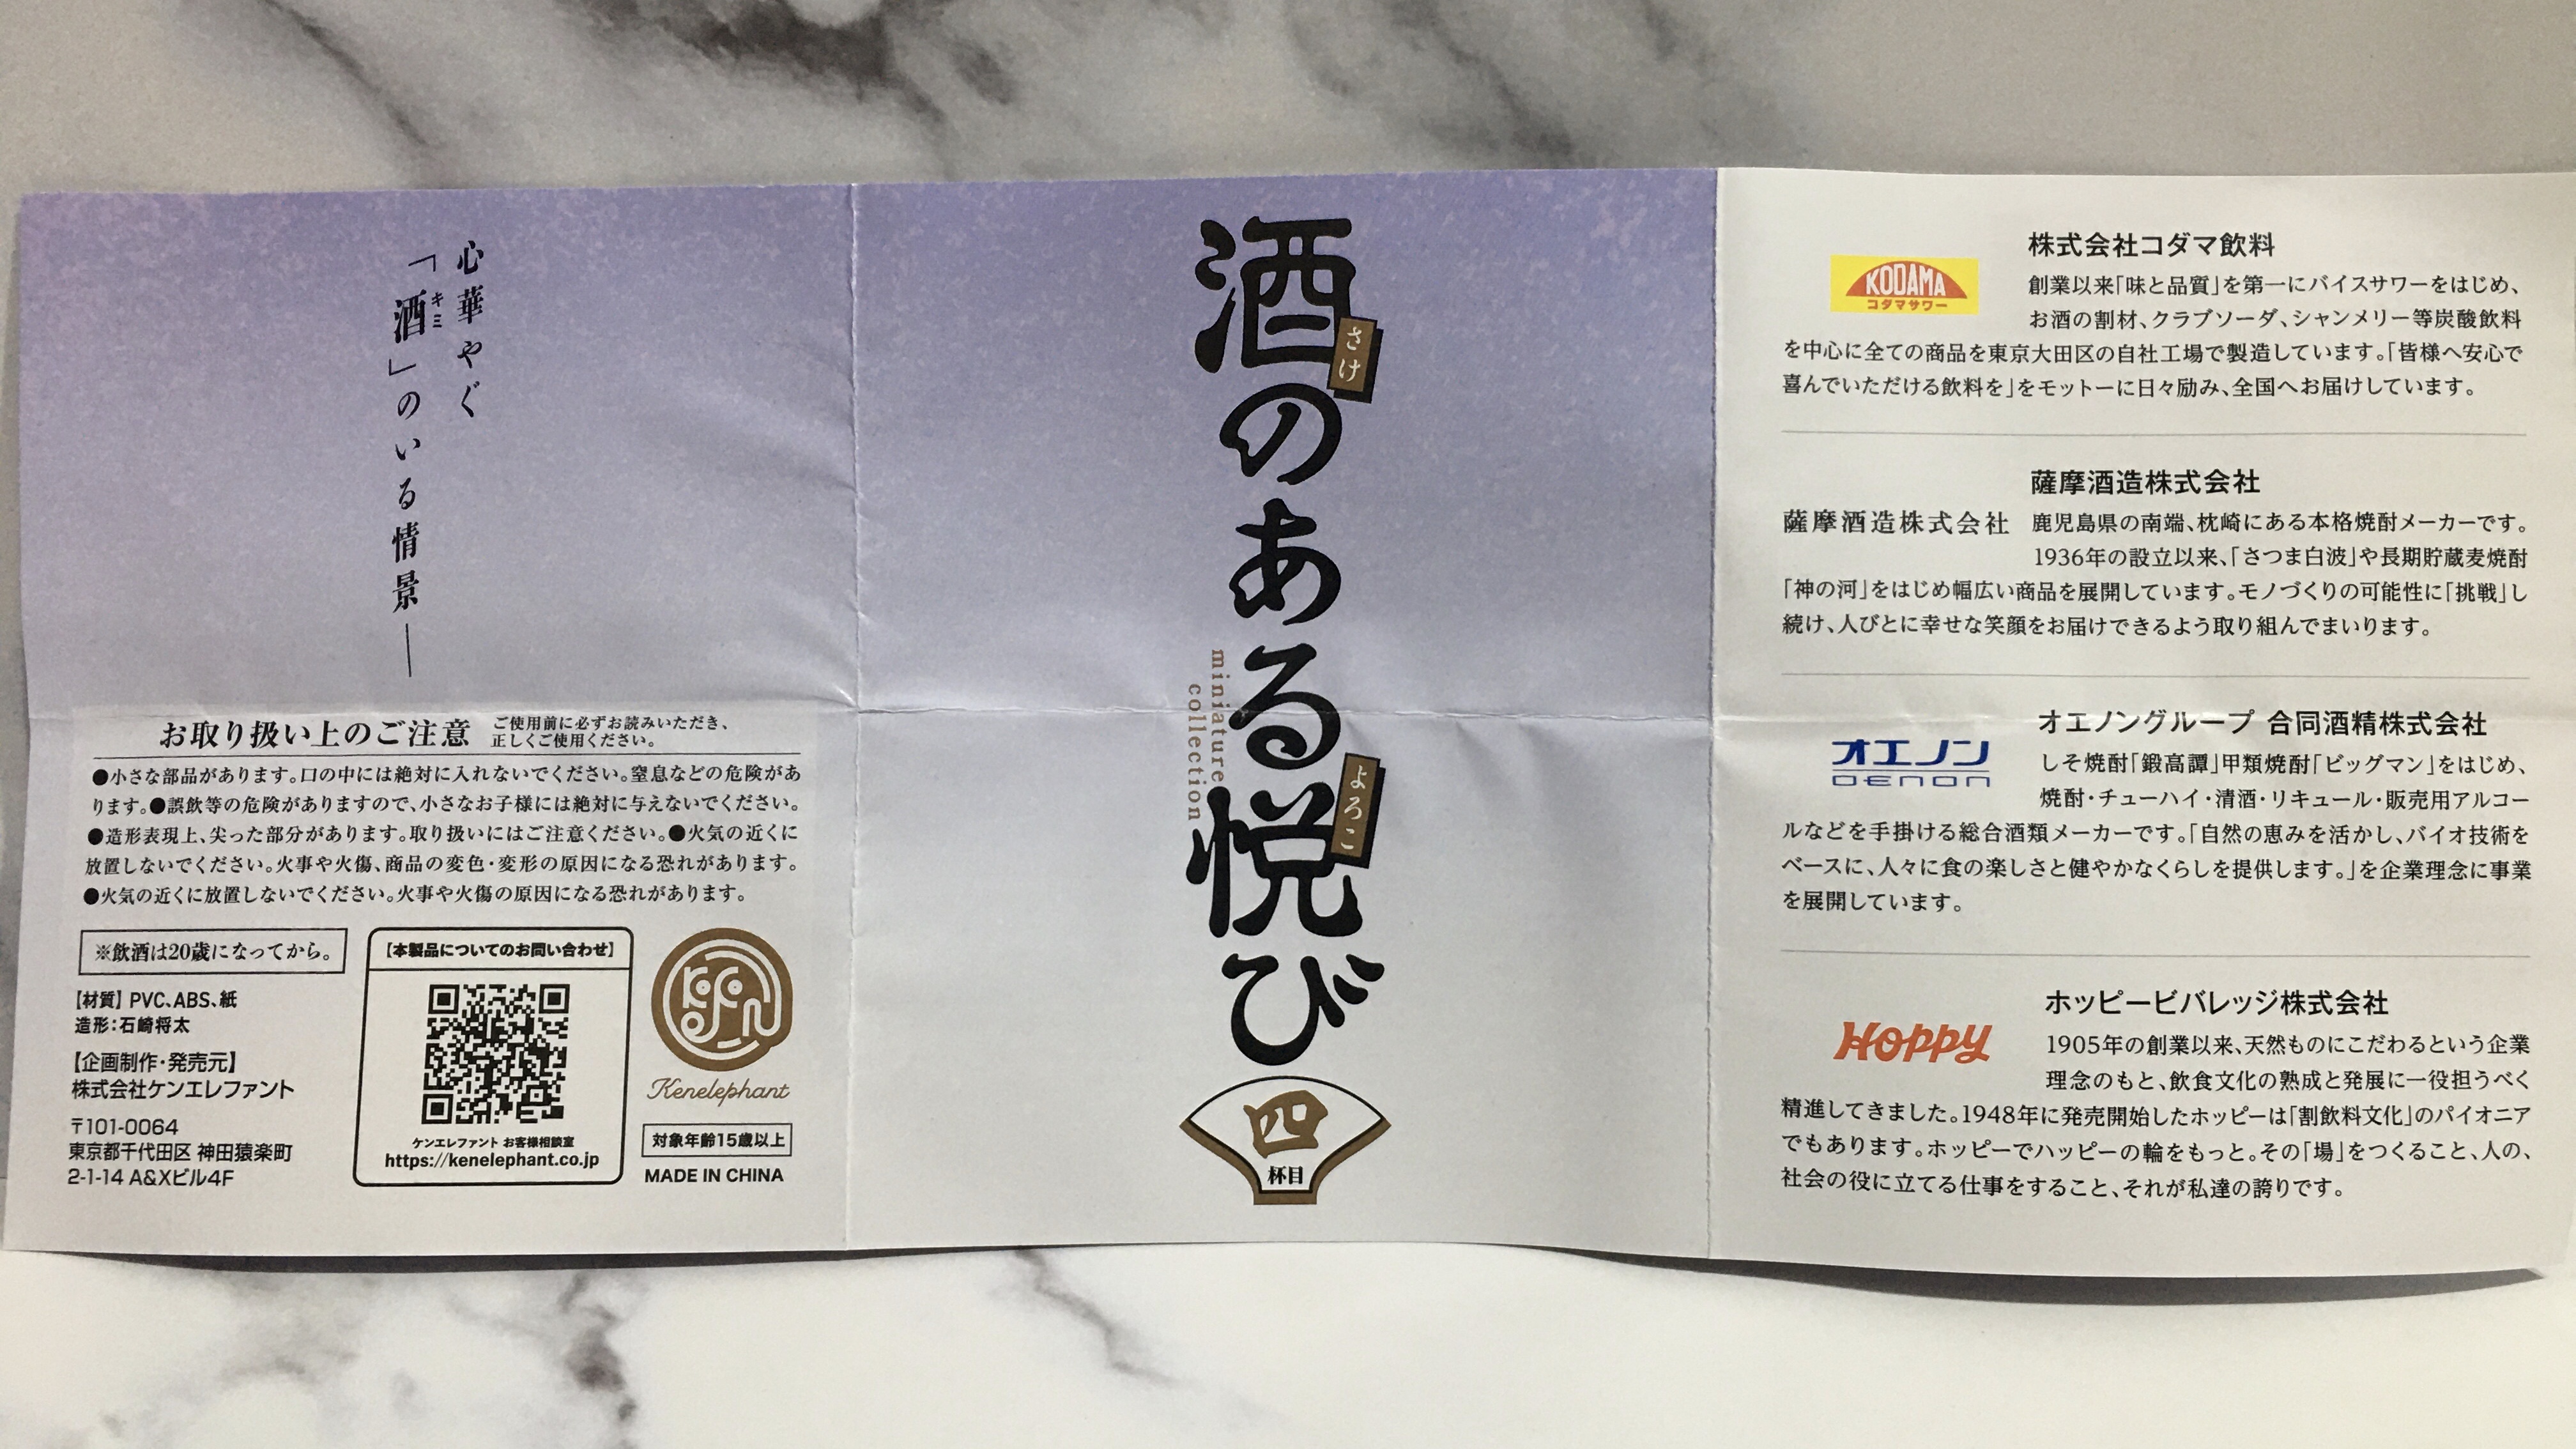 心華やぐ
「酒」のいる情景―
キミ
お取り扱い上のご注意
ご使用前に必ずお読みいただき、
正しくご使用ください。
●小さな部品があります。口の中には絶対に入れないでください。窒息などの危険があ
ります。●誤飲等の危険がありますので、小さなお子様には絶対に与えないでください。
●造形表現上、尖った部分があります。取り扱いにはご注意ください。●火気の近くに
放置しないでください。火事や火傷、商品の変色・変形の原因になる恐れがあります。
●火気の近くに放置しないでください。火事や火傷の原因になる恐れがあります。
※飲酒は20歳になってから。
【材質】PVC、ABS、紙
造形：石崎将太
【企画制作・発売元】
株式会社ケンエレファント
〒101-0064
東京都千代田区 神田猿楽町
2-1-14 A&Xビル4F
【本製品についてのお問い合わせ】
ケンエレファント お客様相談室
https://kenelephant.co.jp
Kenelephant
対象年齢15歳以上
MADE IN CHINA
酒のある悦び
さけ
よろこ
miniature
collection
四
杯目
KODAMA
コダマサワー
株式会社コダマ飲料
創業以来「味と品質」を第一にバイスサワーをはじめ、
お酒の割材、クラブソーダ、シャンメリー等炭酸飲料
を中心に全ての商品を東京大田区の自社工場で製造しています。「皆様へ安心で
喜んでいただける飲料を」をモットーに日々励み、全国へお届けしています。
薩摩酒造株式会社
薩摩酒造株式会社
鹿児島県の南端、枕崎にある本格焼酎メーカーです。
1936年の設立以来、「さつま白波」や長期貯蔵麦焼酎
「神の河」をはじめ幅広い商品を展開しています。モノづくりの可能性に「挑戦」し
続け、人びとに幸せな笑顔をお届けできるよう取り組んでまいります。
オエノン
OENON
オエノングループ 合同酒精株式会社
しそ焼酎「鍛高譚」甲類焼酎「ビッグマン」をはじめ、
焼酎・チューハイ・清酒・リキュール・販売用アルコー
ルなどを手掛ける総合酒類メーカーです。「自然の恵みを活かし、バイオ技術を
ベースに、人々に食の楽しさと健やかなくらしを提供します。」を企業理念に事業
を展開しています。
Hoppy
ホッピービバレッジ株式会社
1905年の創業以来、天然ものにこだわるという企業
理念のもと、飲食文化の熟成と発展に一役担うべく
精進してきました。1948年に発売開始したホッピーは「割飲料文化」のパイオニア
でもあります。ホッピーでハッピーの輪をもっと。その「場」をつくること、人の、
社会の役に立てる仕事をすること、それが私達の誇りです。